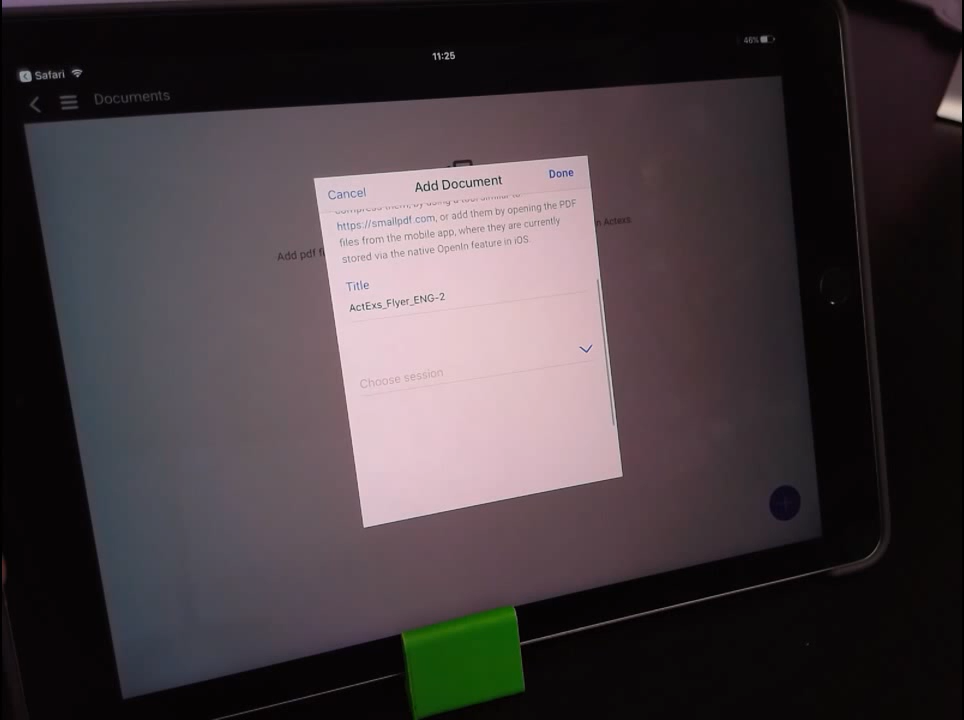 11:25
46%
Safari
Documents
Cancel
Add Document
Done
compress them, by using a tool similar to
https://smallpdf.com, or add them by opening the PDF
files from the mobile app, where they are currently
stored via the native OpenIn feature in iOS.
Add pdf fi
n Actexs
Title
ActExs_Flyer_ENG-2
Choose session